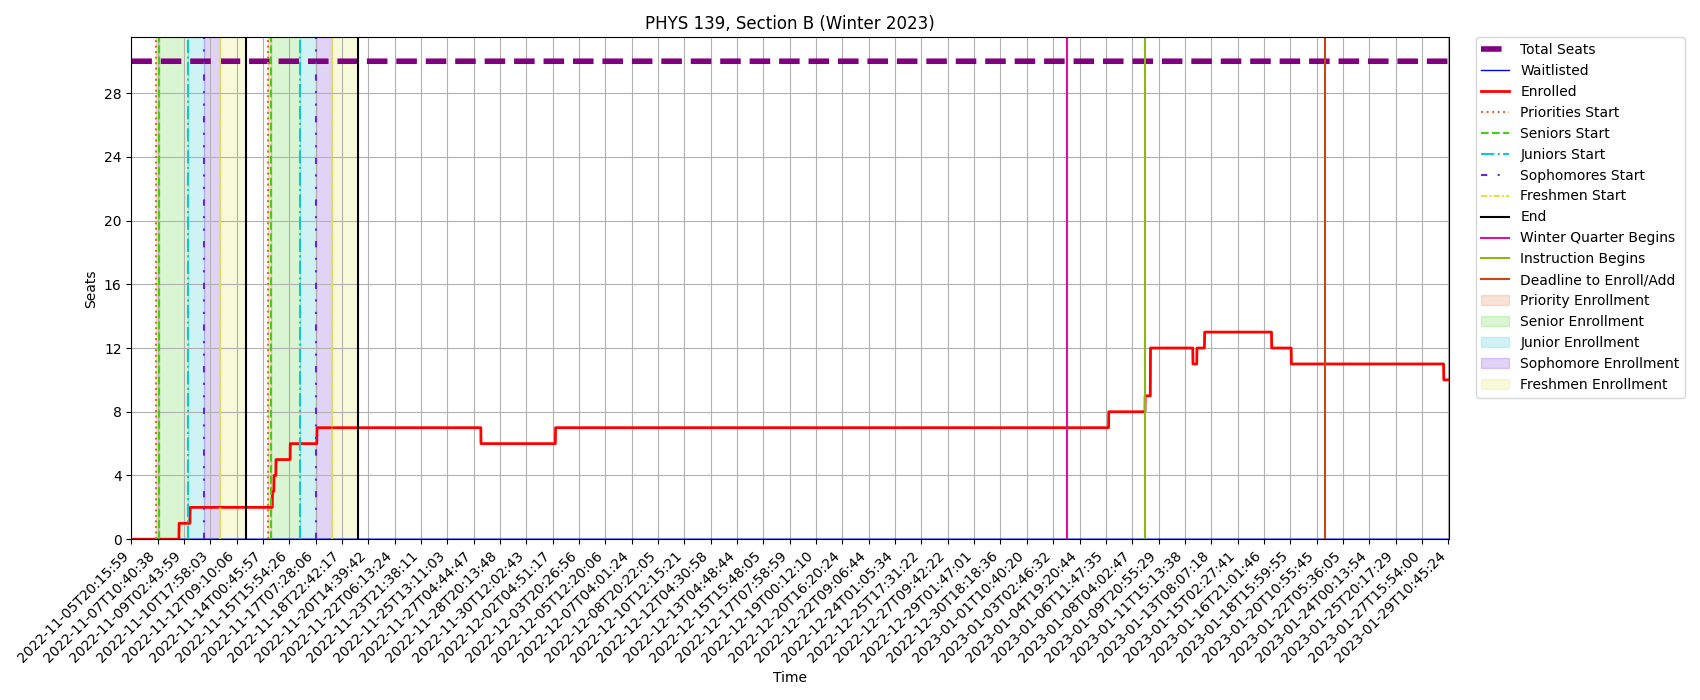 PHYS 139, Section B (Winter 2023)
Seats
28
24
20
16
12
8
4
0
2022-11-05T20:15:59
2022-11-07T10:40:38
2022-11-09T02:43:59
2022-11-10T17:58:03
2022-11-12T09:10:06
2022-11-14T00:45:57
2022-11-15T15:54:26
2022-11-17T07:28:06
2022-11-18T22:42:17
2022-11-20T14:39:42
2022-11-22T06:13:24
2022-11-23T21:38:11
2022-11-25T13:11:03
2022-11-27T04:44:47
2022-11-28T20:13:48
2022-11-30T12:02:43
2022-12-02T04:51:17
2022-12-03T20:26:56
2022-12-05T12:20:06
2022-12-07T04:01:24
2022-12-08T20:22:05
2022-12-10T12:15:21
2022-12-12T04:30:58
2022-12-13T04:48:44
2022-12-15T15:48:05
2022-12-17T07:58:59
2022-12-19T00:12:10
2022-12-20T16:20:24
2022-12-22T09:06:44
2022-12-24T01:05:34
2022-12-25T17:31:22
2022-12-27T09:42:22
2022-12-29T01:47:01
2022-12-30T18:18:36
2023-01-01T10:40:20
2023-01-03T02:46:32
2023-01-04T19:20:44
2023-01-06T11:47:35
2023-01-08T04:02:47
2023-01-09T20:55:29
2023-01-11T15:13:38
2023-01-13T08:07:18
2023-01-15T02:27:41
2023-01-16T21:01:46
2023-01-18T15:59:55
2023-01-20T10:55:45
2023-01-22T05:36:05
2023-01-24T00:13:54
2023-01-25T20:17:29
2023-01-27T15:54:00
2023-01-29T10:45:24
Time
Total Seats
Waitlisted
Enrolled
Priorities Start
Seniors Start
Juniors Start
Sophomores Start
Freshmen Start
End
Winter Quarter Begins
Instruction Begins
Deadline to Enroll/Add
Priority Enrollment
Senior Enrollment
Junior Enrollment
Sophomore Enrollment
Freshmen Enrollment